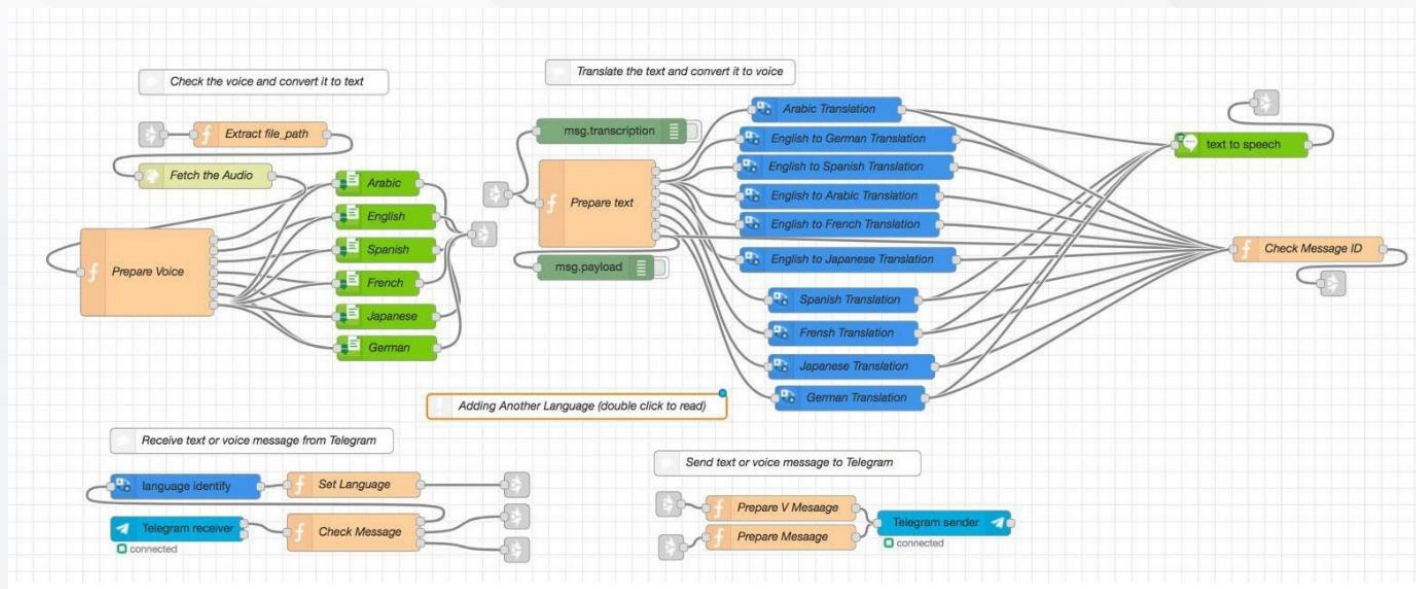 Check the voice and convert it to text
Extract file_path
Fetch the Audio
Prepare Voice
Arabic
English
Spanish
French
Japanese
German
Translate the text and convert it to voice
msg.transcription
Prepare text
msg.payload
Arabic Translation
English to German Translation
English to Spanish Translation
English to Arabic Translation
English to French Translation
English to Japanese Translation
Spanish Translation
Frensh Translation
Japanese Translation
German Translation
text to speech
Check Message ID
Adding Another Language (double click to read)
Receive text or voice message from Telegram
language identify
Set Language
Telegram receiver
connected
Check Message
Send text or voice message to Telegram
Prepare V Mesaage
Prepare Mesaage
Telegram sender
connected